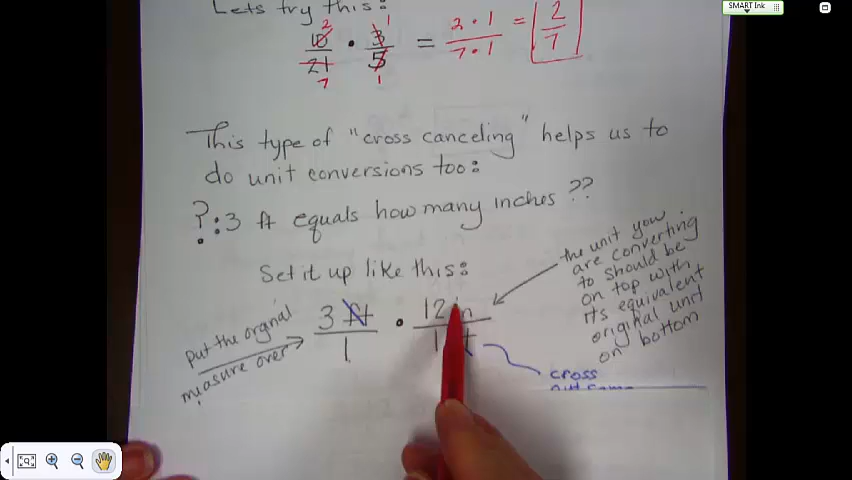 Lets try this:
SMART Ink
2 1
10/21 · 3/5 = 2·1/7·1 = 2/7
7 1
This type of "cross canceling" helps us to
do unit conversions too:
?:3 ft equals how many inches ??
Set it up like this:
3 ft/1 · 12 in/1
put the orginal
measure over
the unit you
are converting
to should be
on top with
its equivalent
original unit
on bottom
cross